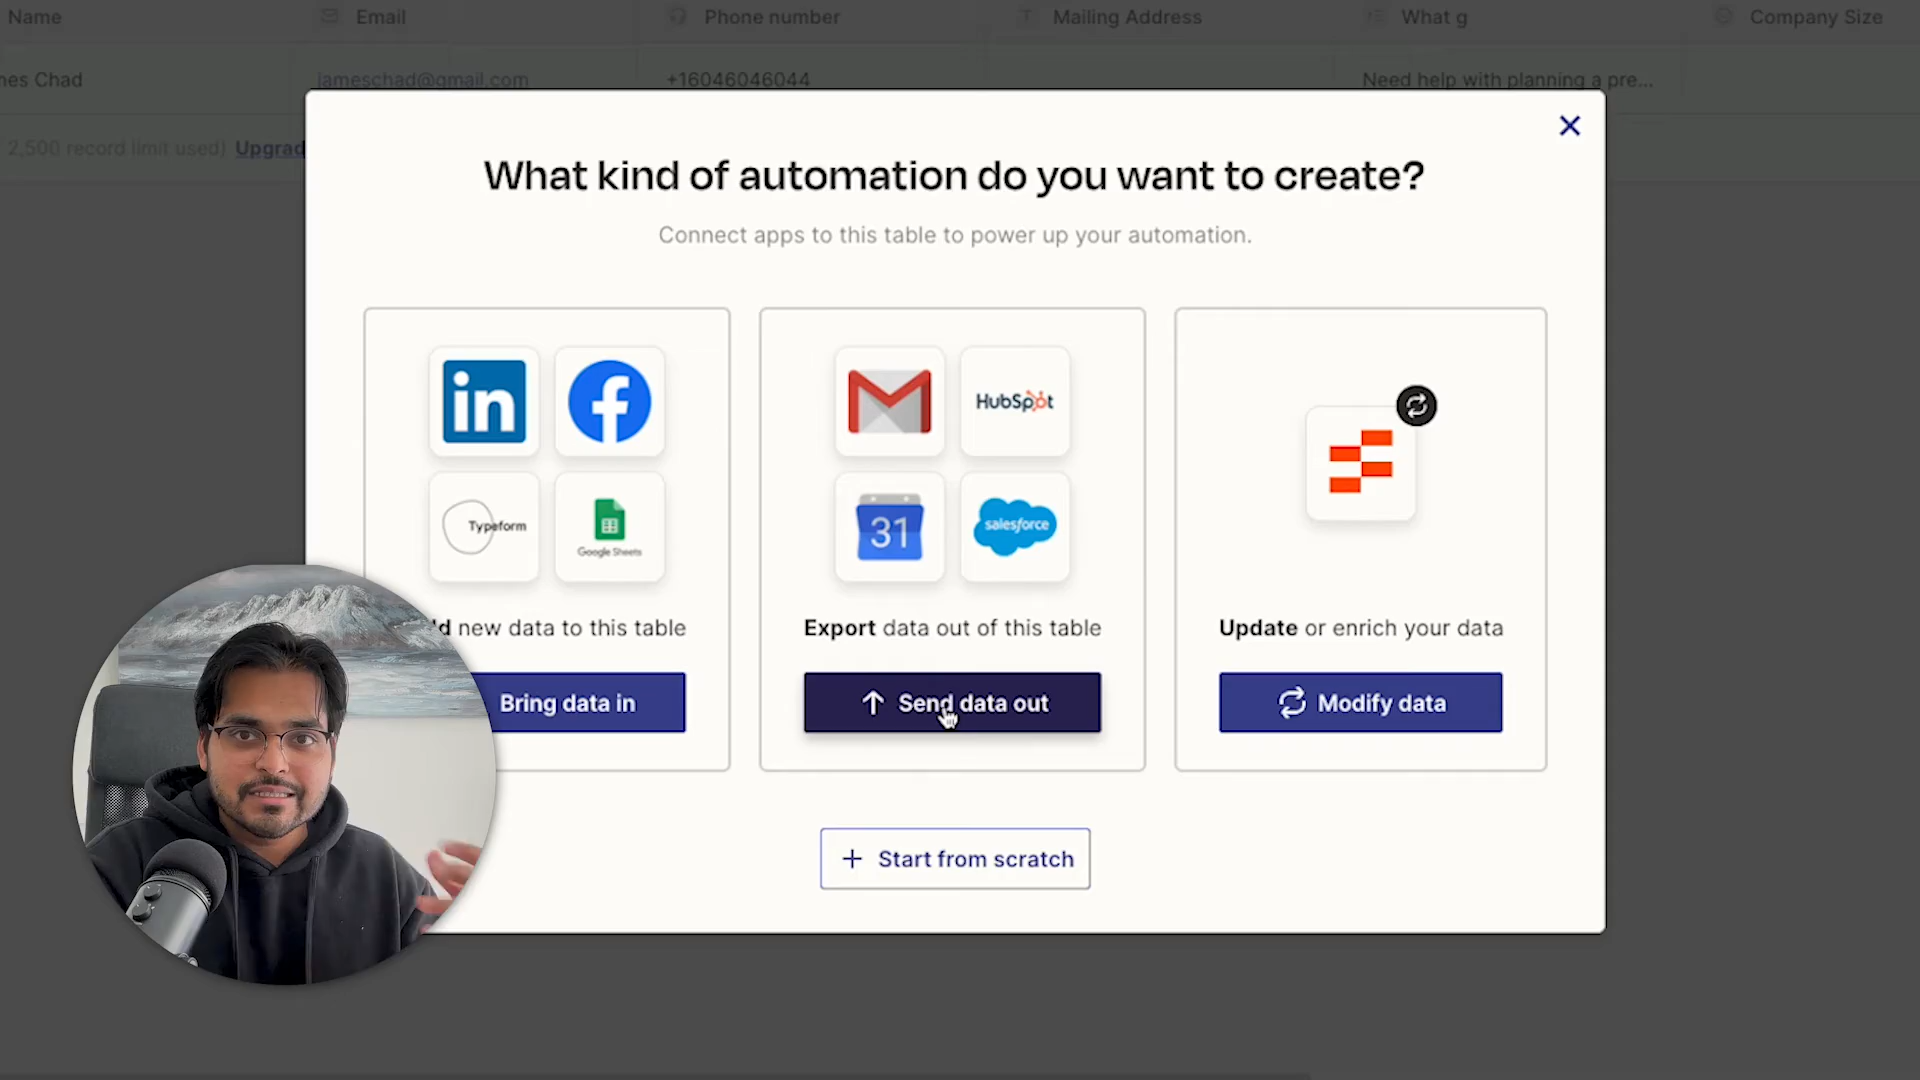 Name
Email
Phone number
Mailing Address
What g
Company Size
nes Chad
jameschad@gmail.com
+16046046044
Need help with planning a pre...
2,500 record limit used)
Upgrad
What kind of automation do you want to create?
Connect apps to this table to power up your automation.
in
f
HubSpot
Typeform
Google Sheets
31
salesforce
d new data to this table
Export data out of this table
Update or enrich your data
Bring data in
Send data out
Modify data
Start from scratch